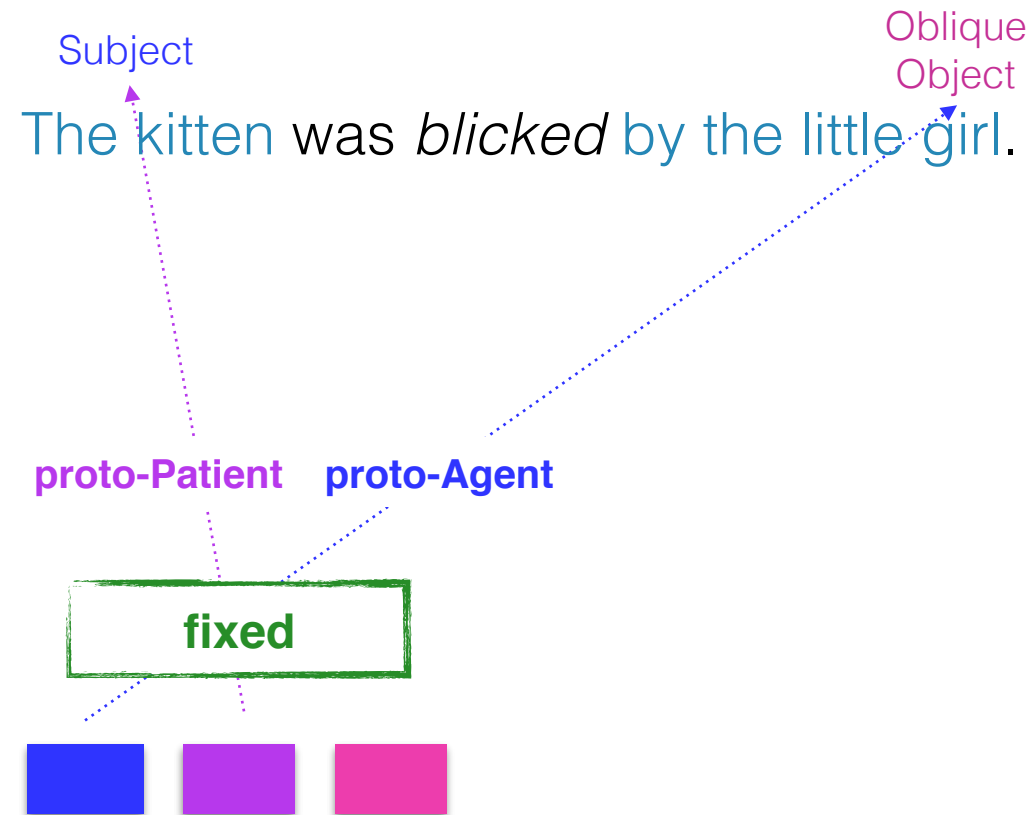 Subject
Oblique
Object
The kitten was blicked by the little girl.
proto-Patient proto-Agent
fixed